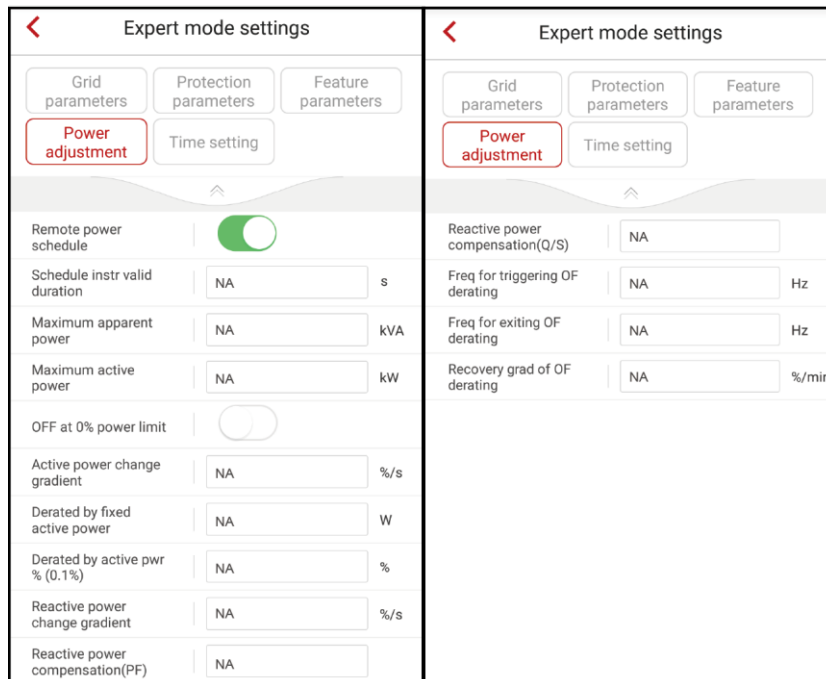 Expert mode settings
Grid
parameters
Protection
parameters
Feature
parameters
Power
adjustment
Time setting
Remote power
schedule
Schedule instr valid
duration
NA
s
Maximum apparent
power
NA
kVA
Maximum active
power
NA
kW
OFF at 0% power limit
Active power change
gradient
NA
%/s
Derated by fixed
active power
NA
W
Derated by active pwr
% (0.1%)
NA
%
Reactive power
change gradient
NA
%/s
Reactive power
compensation(PF)
NA
Expert mode settings
Grid
parameters
Protection
parameters
Feature
parameters
Power
adjustment
Time setting
Reactive power
compensation(Q/S)
NA
Freq for triggering OF
derating
NA
Hz
Freq for exiting OF
derating
NA
Hz
Recovery grad of OF
derating
NA
%/min